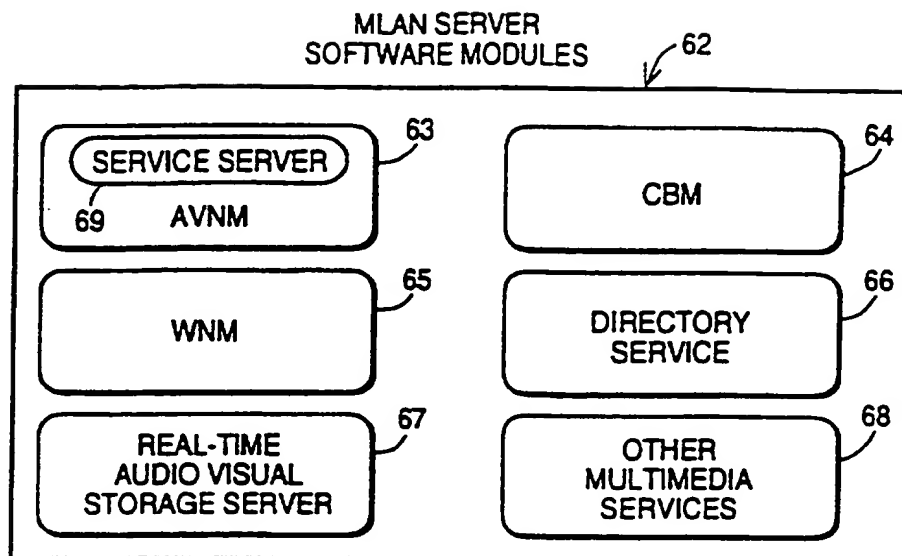 MLAN SERVER
SOFTWARE MODULES
62
SERVICE SERVER
69
AVNM
63
CBM
64
WNM
65
DIRECTORY
SERVICE
66
REAL-TIME
AUDIO VISUAL
STORAGE SERVER
67
OTHER
MULTIMEDIA
SERVICES
68